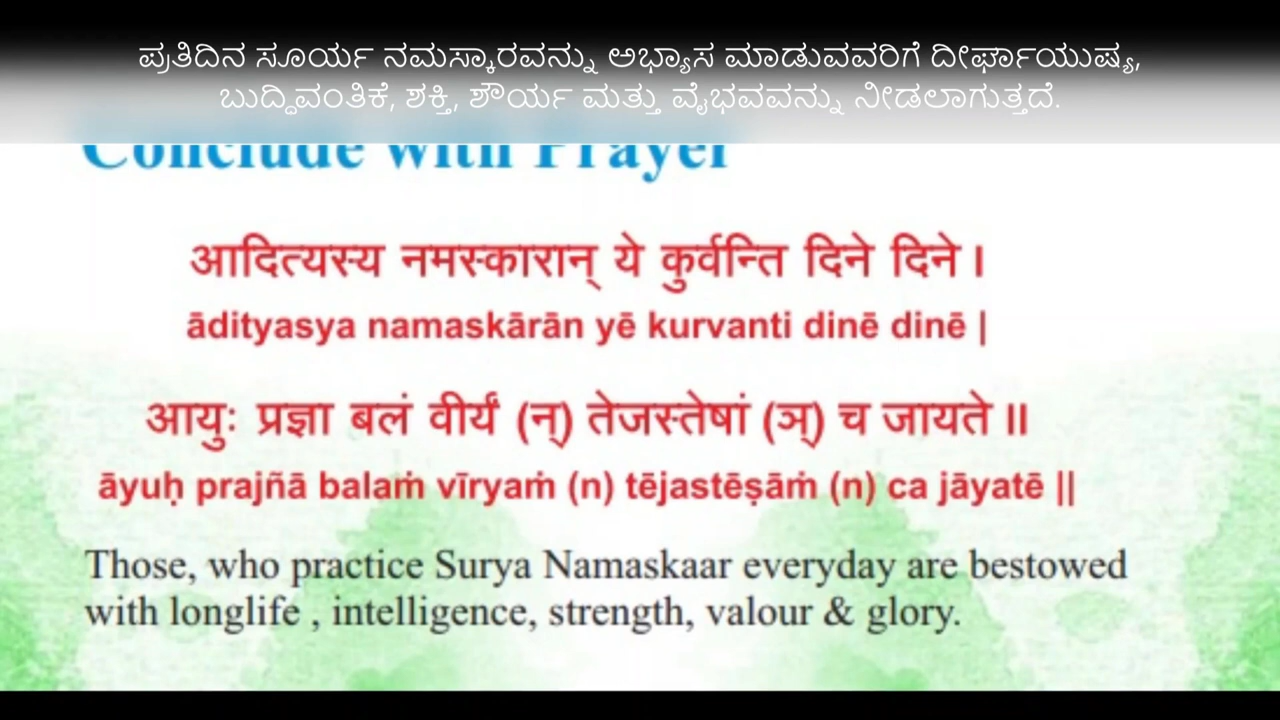 ಪ್ರತಿದಿನ ಸೂರ್ಯ ನಮಸ್ಕಾರವನ್ನು ಅಭ್ಯಾಸ ಮಾಡುವವರಿಗೆ ದೀರ್ಘಾಯುಷ್ಯ,
ಬುದ್ದಿವಂತಿಕೆ, ಶಕ್ತಿ, ಶೌರ್ಯ ಮತ್ತು ವೈಭವವನ್ನು ನೀಡಲಾಗುತ್ತದೆ.
Conclude with Prayer
आदित्यस्य नमस्कारान् ये कुर्वन्ति दिने दिने ।
ādityasya namaskārān yē kurvanti dinē dinē |
आयुः प्रज्ञा बलं वीर्यं (न्) तेजस्तेषां (ञ्) च जायते ॥
āyuḥ prajñā balaṁ vīryaṁ (n) tējastēṣāṁ (n) ca jāyatē ||
Those, who practice Surya Namaskaar everyday are bestowed
with longlife , intelligence, strength, valour & glory.